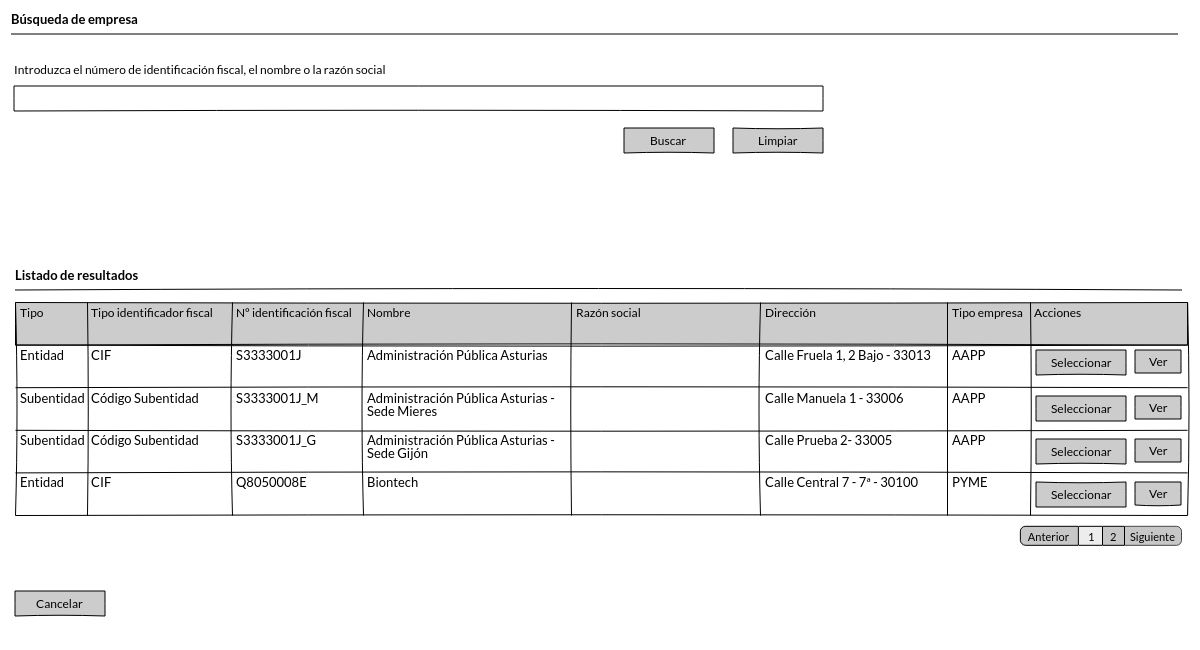 Búsqueda de empresa
Introduzca el número de identificación fiscal, el nombre o la razón social
Buscar Limpiar
Listado de resultados
Tipo Tipo identificador fiscal Nº identificación fiscal Nombre Razón social Dirección Tipo empresa Acciones
Entidad CIF S3333001J Administración Pública Asturias Calle Fruela 1, 2 Bajo - 33013 AAPP Seleccionar Ver
Subentidad Código Subentidad S3333001J_M Administración Pública Asturias - Calle Manuela 1 - 33006 AAPP Seleccionar Ver
Sede Mieres
Subentidad Código Subentidad S3333001J_G Administración Pública Asturias - Calle Prueba 2- 33005 AAPP Seleccionar Ver
Sede Gijón
Entidad CIF Q8050008E Biontech Calle Central 7 - 7ª - 30100 PYME Seleccionar Ver
Anterior 1 2 Siguiente
Cancelar